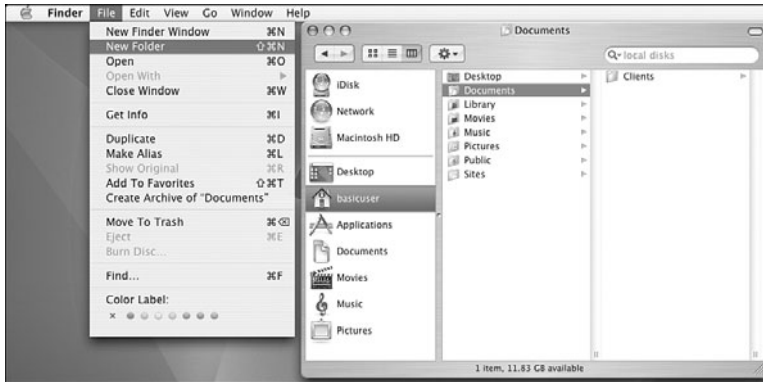 Finder File Edit View Go Window Help
New Finder Window ⌘N
New Folder ⇧⌘N
Open ⌘O
Open With
Close Window ⌘W
Get Info ⌘I
Duplicate ⌘D
Make Alias ⌘L
Show Original ⌘R
Add To Favorites ⇧⌘T
Create Archive of "Documents"
Move To Trash ⌘⌫
Eject ⌘E
Burn Disc...
Find... ⌘F
Color Label:
Documents
local disks
iDisk
Network
Macintosh HD
Desktop
basicuser
Applications
Documents
Movies
Music
Pictures
Desktop
Documents
Library
Movies
Music
Pictures
Public
Sites
Clients
1 item, 11.83 GB available